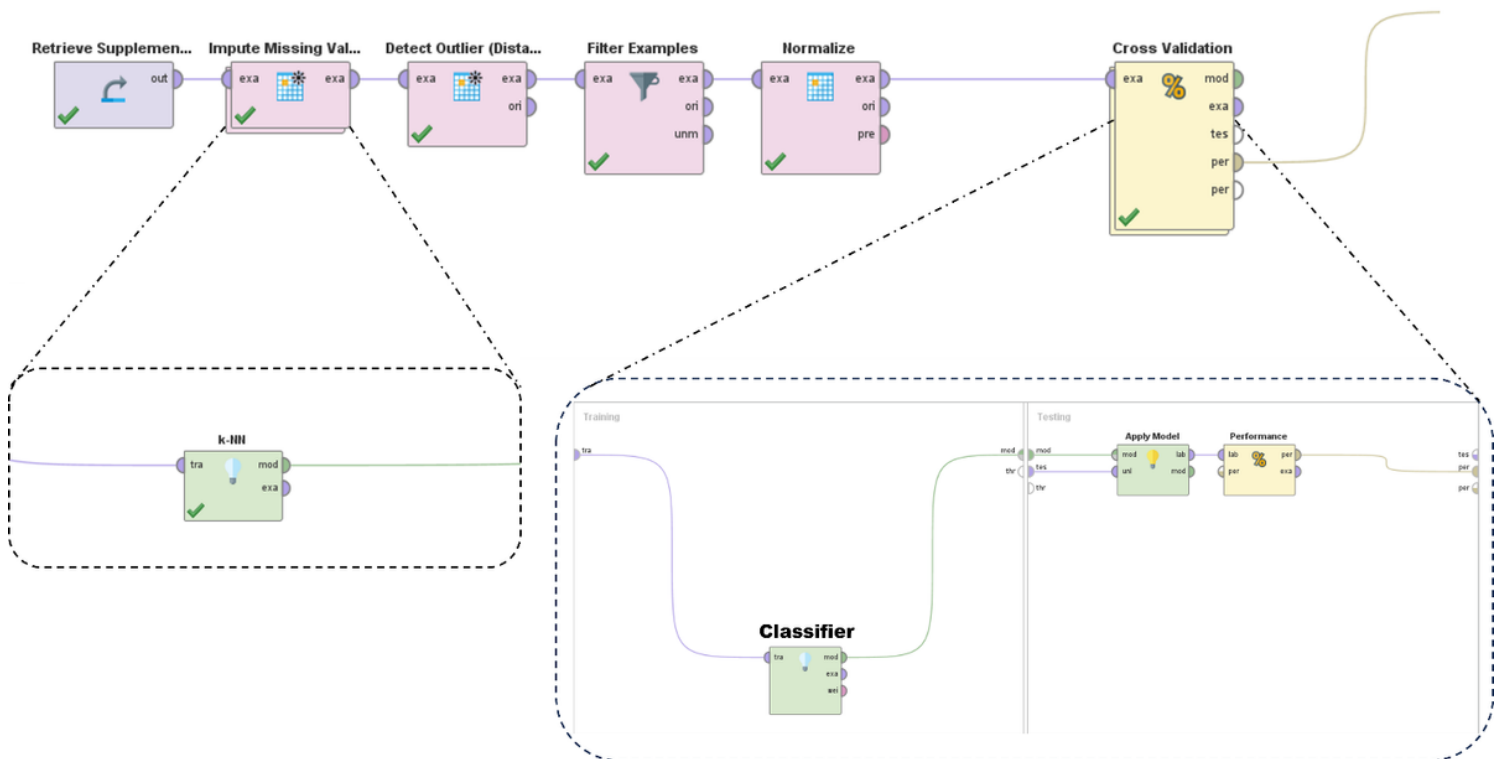 Retrieve Supplemen...
Impute Missing Val...
Detect Outlier (Dista...
Filter Examples
Normalize
Cross Validation
out
exa
exa
exa
exa
ori
exa
exa
ori
unm
exa
exa
ori
pre
exa
mod
exa
tes
per
per
k-NN
tra
mod
exa
Training
tra
mod
thr
Classifier
tra
mod
exa
wei
Testing
mod
tes
thr
Apply Model
mod
lab
unl
mod
Performance
lab
per
per
exa
tes
per
per